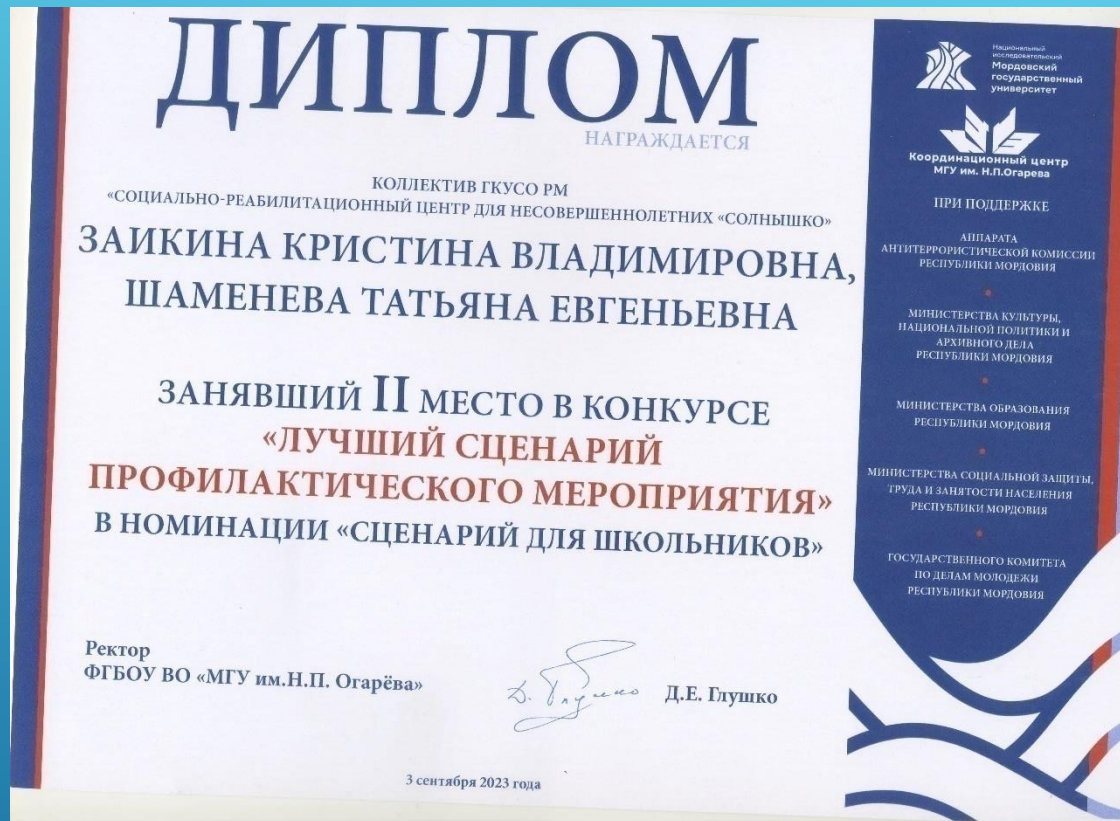 ДИПЛОМ
НАГРАЖДАЕТСЯ
КОЛЛЕКТИВ ГКУСО РМ
«СОЦИАЛЬНО-РЕАБИЛИТАЦИОННЫЙ ЦЕНТР ДЛЯ НЕСОВЕРШЕННОЛЕТНИХ «СОЛНЫШКО»
ЗАИКИНА КРИСТИНА ВЛАДИМИРОВНА,
ШАМЕНЕВА ТАТЬЯНА ЕВГЕНЬЕВНА
ЗАНЯВШИЙ II МЕСТО В КОНКУРСЕ
«ЛУЧШИЙ СЦЕНАРИЙ
ПРОФИЛАКТИЧЕСКОГО МЕРОПРИЯТИЯ»
В НОМИНАЦИИ «СЦЕНАРИЙ ДЛЯ ШКОЛЬНИКОВ»
Ректор
ФГБОУ ВО «МГУ им.Н.П. Огарёва»
Д. Глушко
Д.Е. Глушко
3 сентября 2023 года
Национальный
исследовательский
Мордовский
государственный
университет
Координационный центр
МГУ им. Н.П.Огарева
ПРИ ПОДДЕРЖКЕ
АППАРАТА
АНТИТЕРРОРИСТИЧЕСКОЙ КОМИССИИ
РЕСПУБЛИКИ МОРДОВИЯ
МИНИСТЕРСТВА КУЛЬТУРЫ,
НАЦИОНАЛЬНОЙ ПОЛИТИКИ И
АРХИВНОГО ДЕЛА
РЕСПУБЛИКИ МОРДОВИЯ
МИНИСТЕРСТВА ОБРАЗОВАНИЯ
РЕСПУБЛИКИ МОРДОВИЯ
МИНИСТЕРСТВА СОЦИАЛЬНОЙ ЗАЩИТЫ,
ТРУДА И ЗАНЯТОСТИ НАСЕЛЕНИЯ
РЕСПУБЛИКИ МОРДОВИЯ
ГОСУДАРСТВЕННОГО КОМИТЕТА
ПО ДЕЛАМ МОЛОДЕЖИ
РЕСПУБЛИКИ МОРДОВИЯ